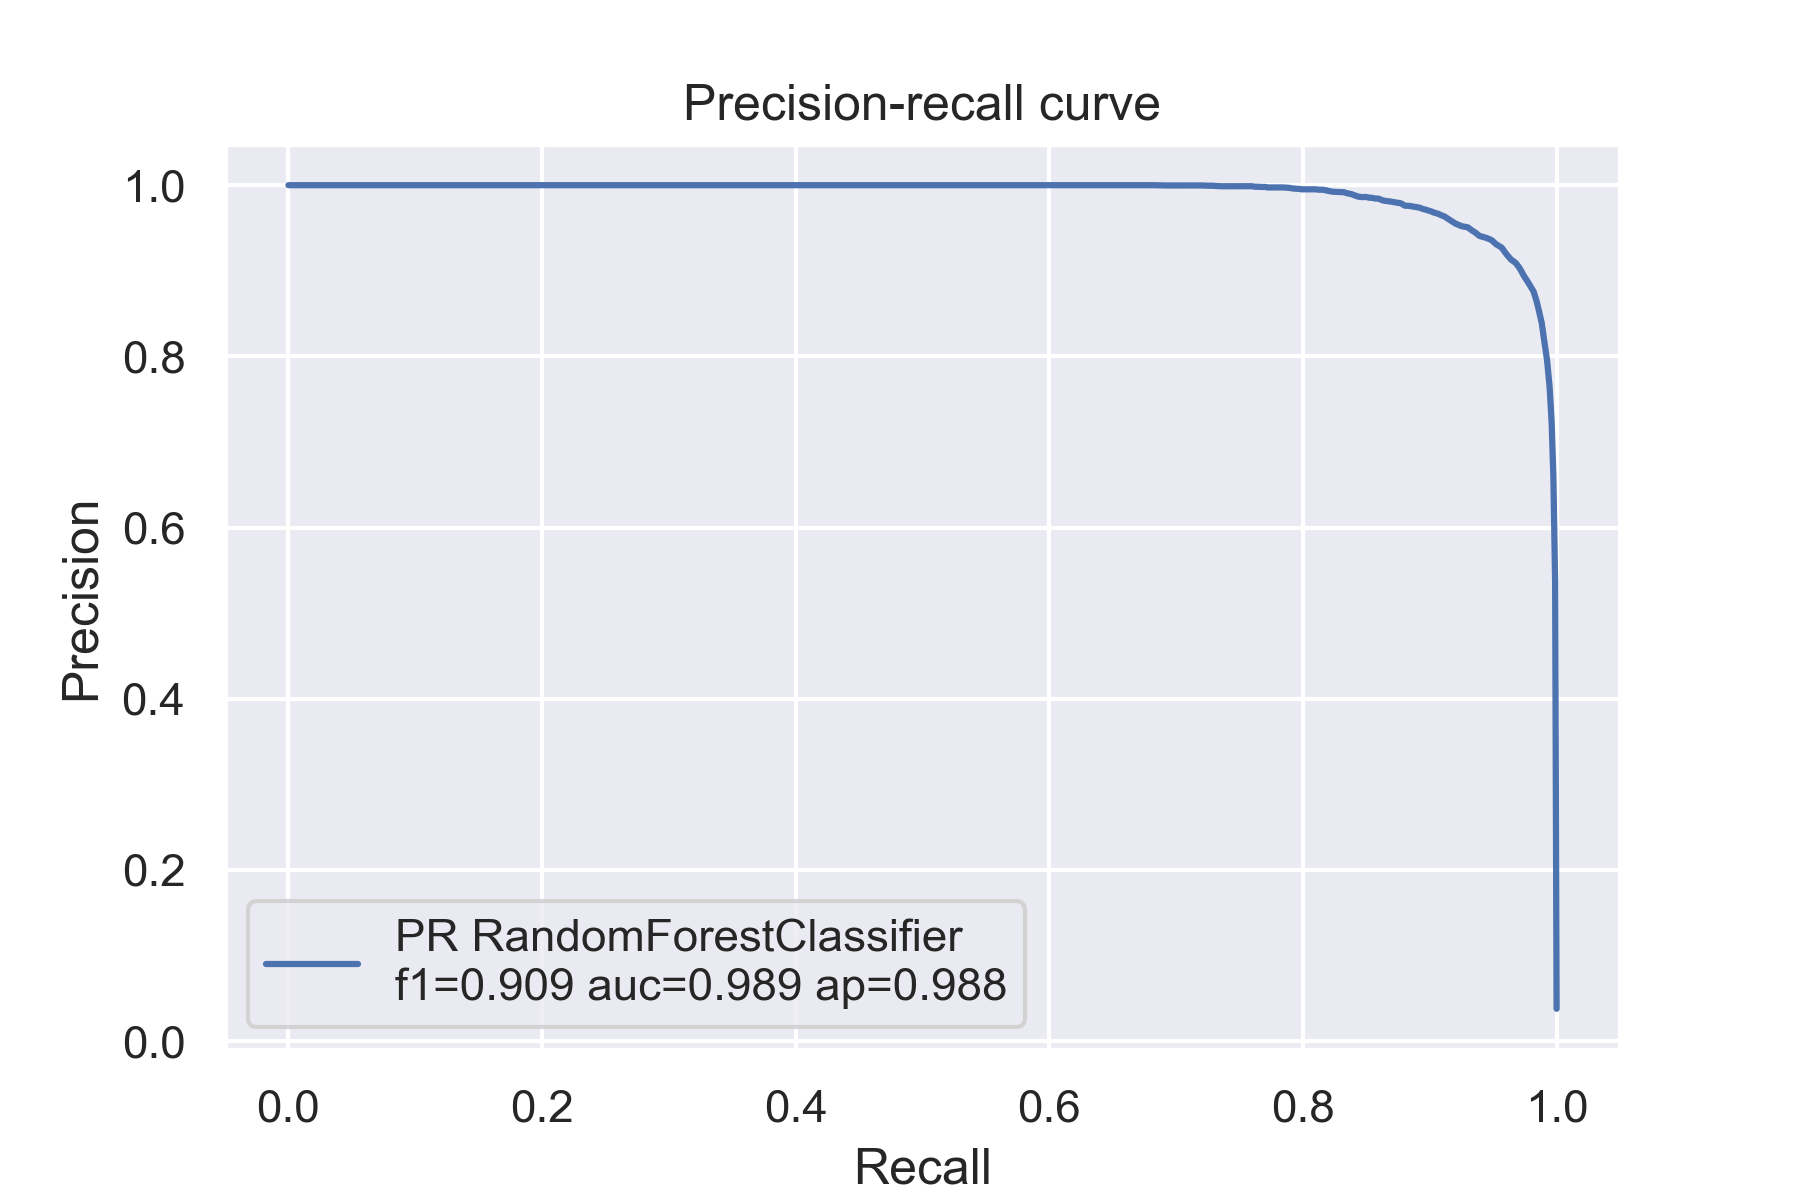 Precision-recall curve
1.0
0.8
0.6
0.4
0.2
0.0
Precision
PR RandomForestClassifier
f1=0.909 auc=0.989 ap=0.988
0.0 0.2 0.4 0.6 0.8 1.0
Recall